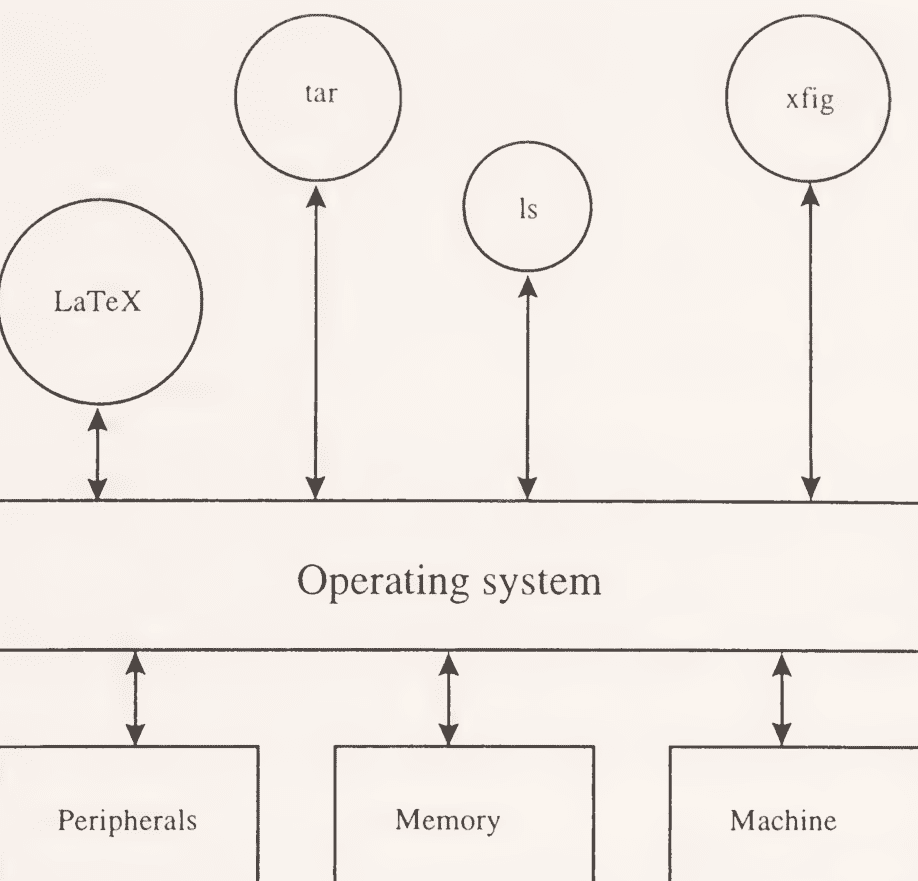 tar
xfig
ls
LaTeX
Operating system
Peripherals
Memory
Machine